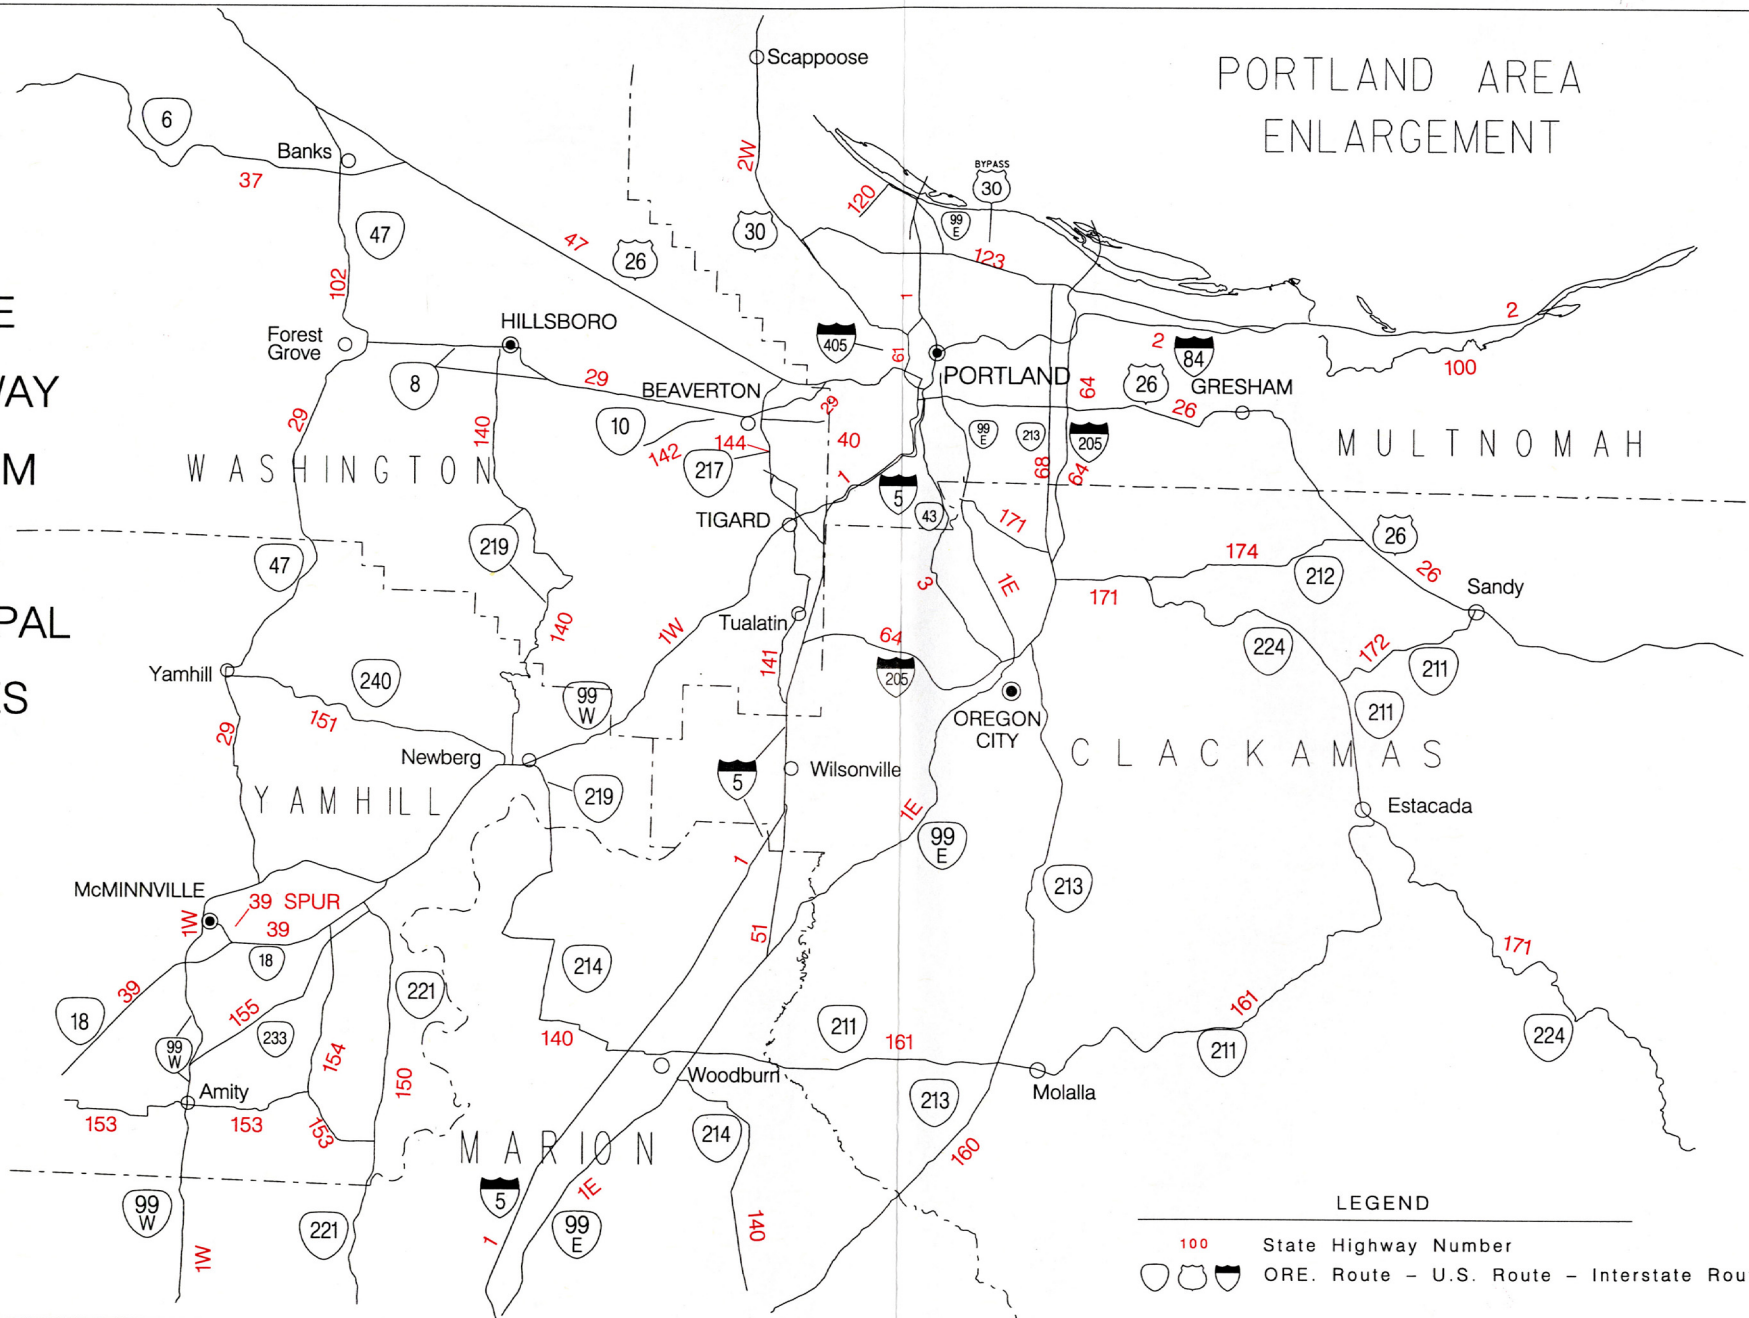 PORTLAND AREA
ENLARGEMENT
Scappoose
6
Banks
37
2W
BYPASS
30
120
99
E
47
30
47
26
123
102
1
E
HILLSBORO
Forest
Grove
405
61
2
2
84
100
8
29
BEAVERTON
PORTLAND
64
26
GRESHAM
26
WAY
29
10
29
140
142
144
40
217
1
99
E
213
68
205
64
MULTNOMAH
WASHINGTON
M
5
TIGARD
43
171
219
47
174
26
212
26
3
1E
171
Sandy
PAL
140
1W
Tualatin
64
141
205
224
172
211
Yamhill
240
ES
151
99
W
211
29
OREGON
CITY
CLACKAMAS
Newberg
5
Wilsonville
219
YAMHILL
1E
Estacada
99
E
1
213
McMINNVILLE
39 SPUR
1W
39
51
18
214
171
39
221
18
155
233
211
161
161
224
99
W
154
140
211
150
Amity
Woodburn
Molalla
153
153
153
213
214
MARION
160
5
1E
99
W
221
99
E
140
1W
1
LEGEND
100 State Highway Number
ORE. Route – U.S. Route – Interstate Rou